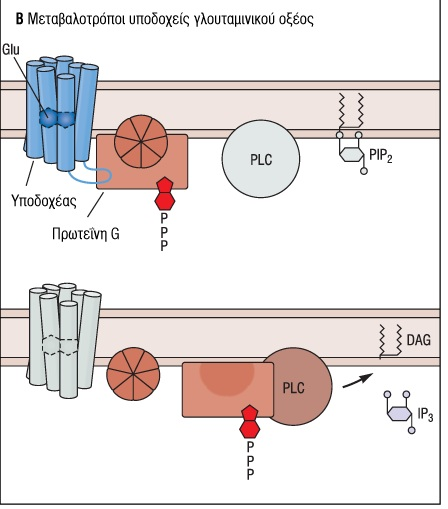 B Μεταβαλοτρόποι υποδοχείς γλουταμινικού οξέος
Glu
PLC
PIP2
Υποδοχέας
Πρωτεΐνη G
P
P
P
DAG
PLC
IP3
P
P
P